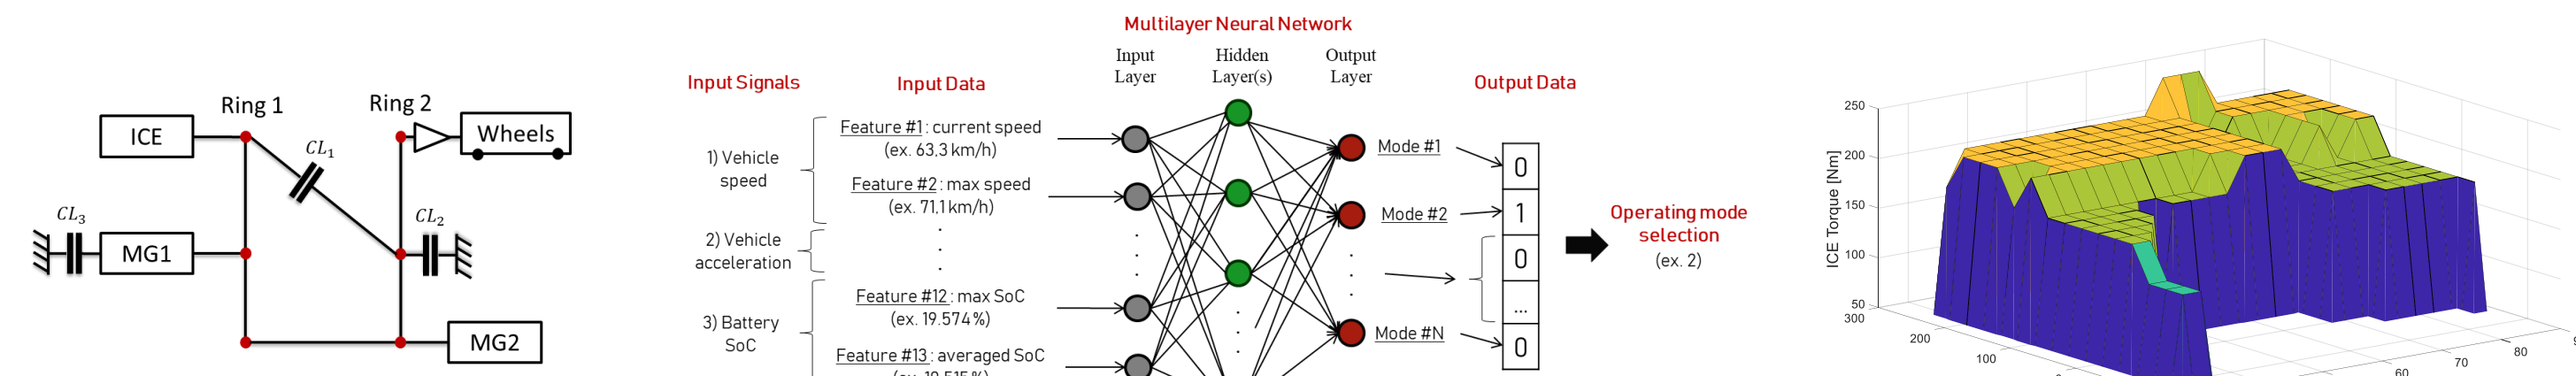 Ring 1
Ring 2
ICE
Wheels
CL1
CL3
CL2
MG1
MG2
Multilayer Neural Network
Input
Layer
Hidden
Layer(s)
Output
Layer
Input Signals
Input Data
Output Data
1) Vehicle
speed
2) Vehicle
acceleration
3) Battery
SoC
Feature #1: current speed
(ex. 63,3 km/h)
Feature #2: max speed
(ex. 71,1 km/h)
Feature #12: max SoC
(ex. 19.574%)
Feature #13: averaged SoC
Mode #1
Mode #2
Mode #N
0
1
0
...
0
Operating mode
selection
(ex. 2)
ICE Torque [Nm]
250
200
150
100
50
300
200
100
60
70
80